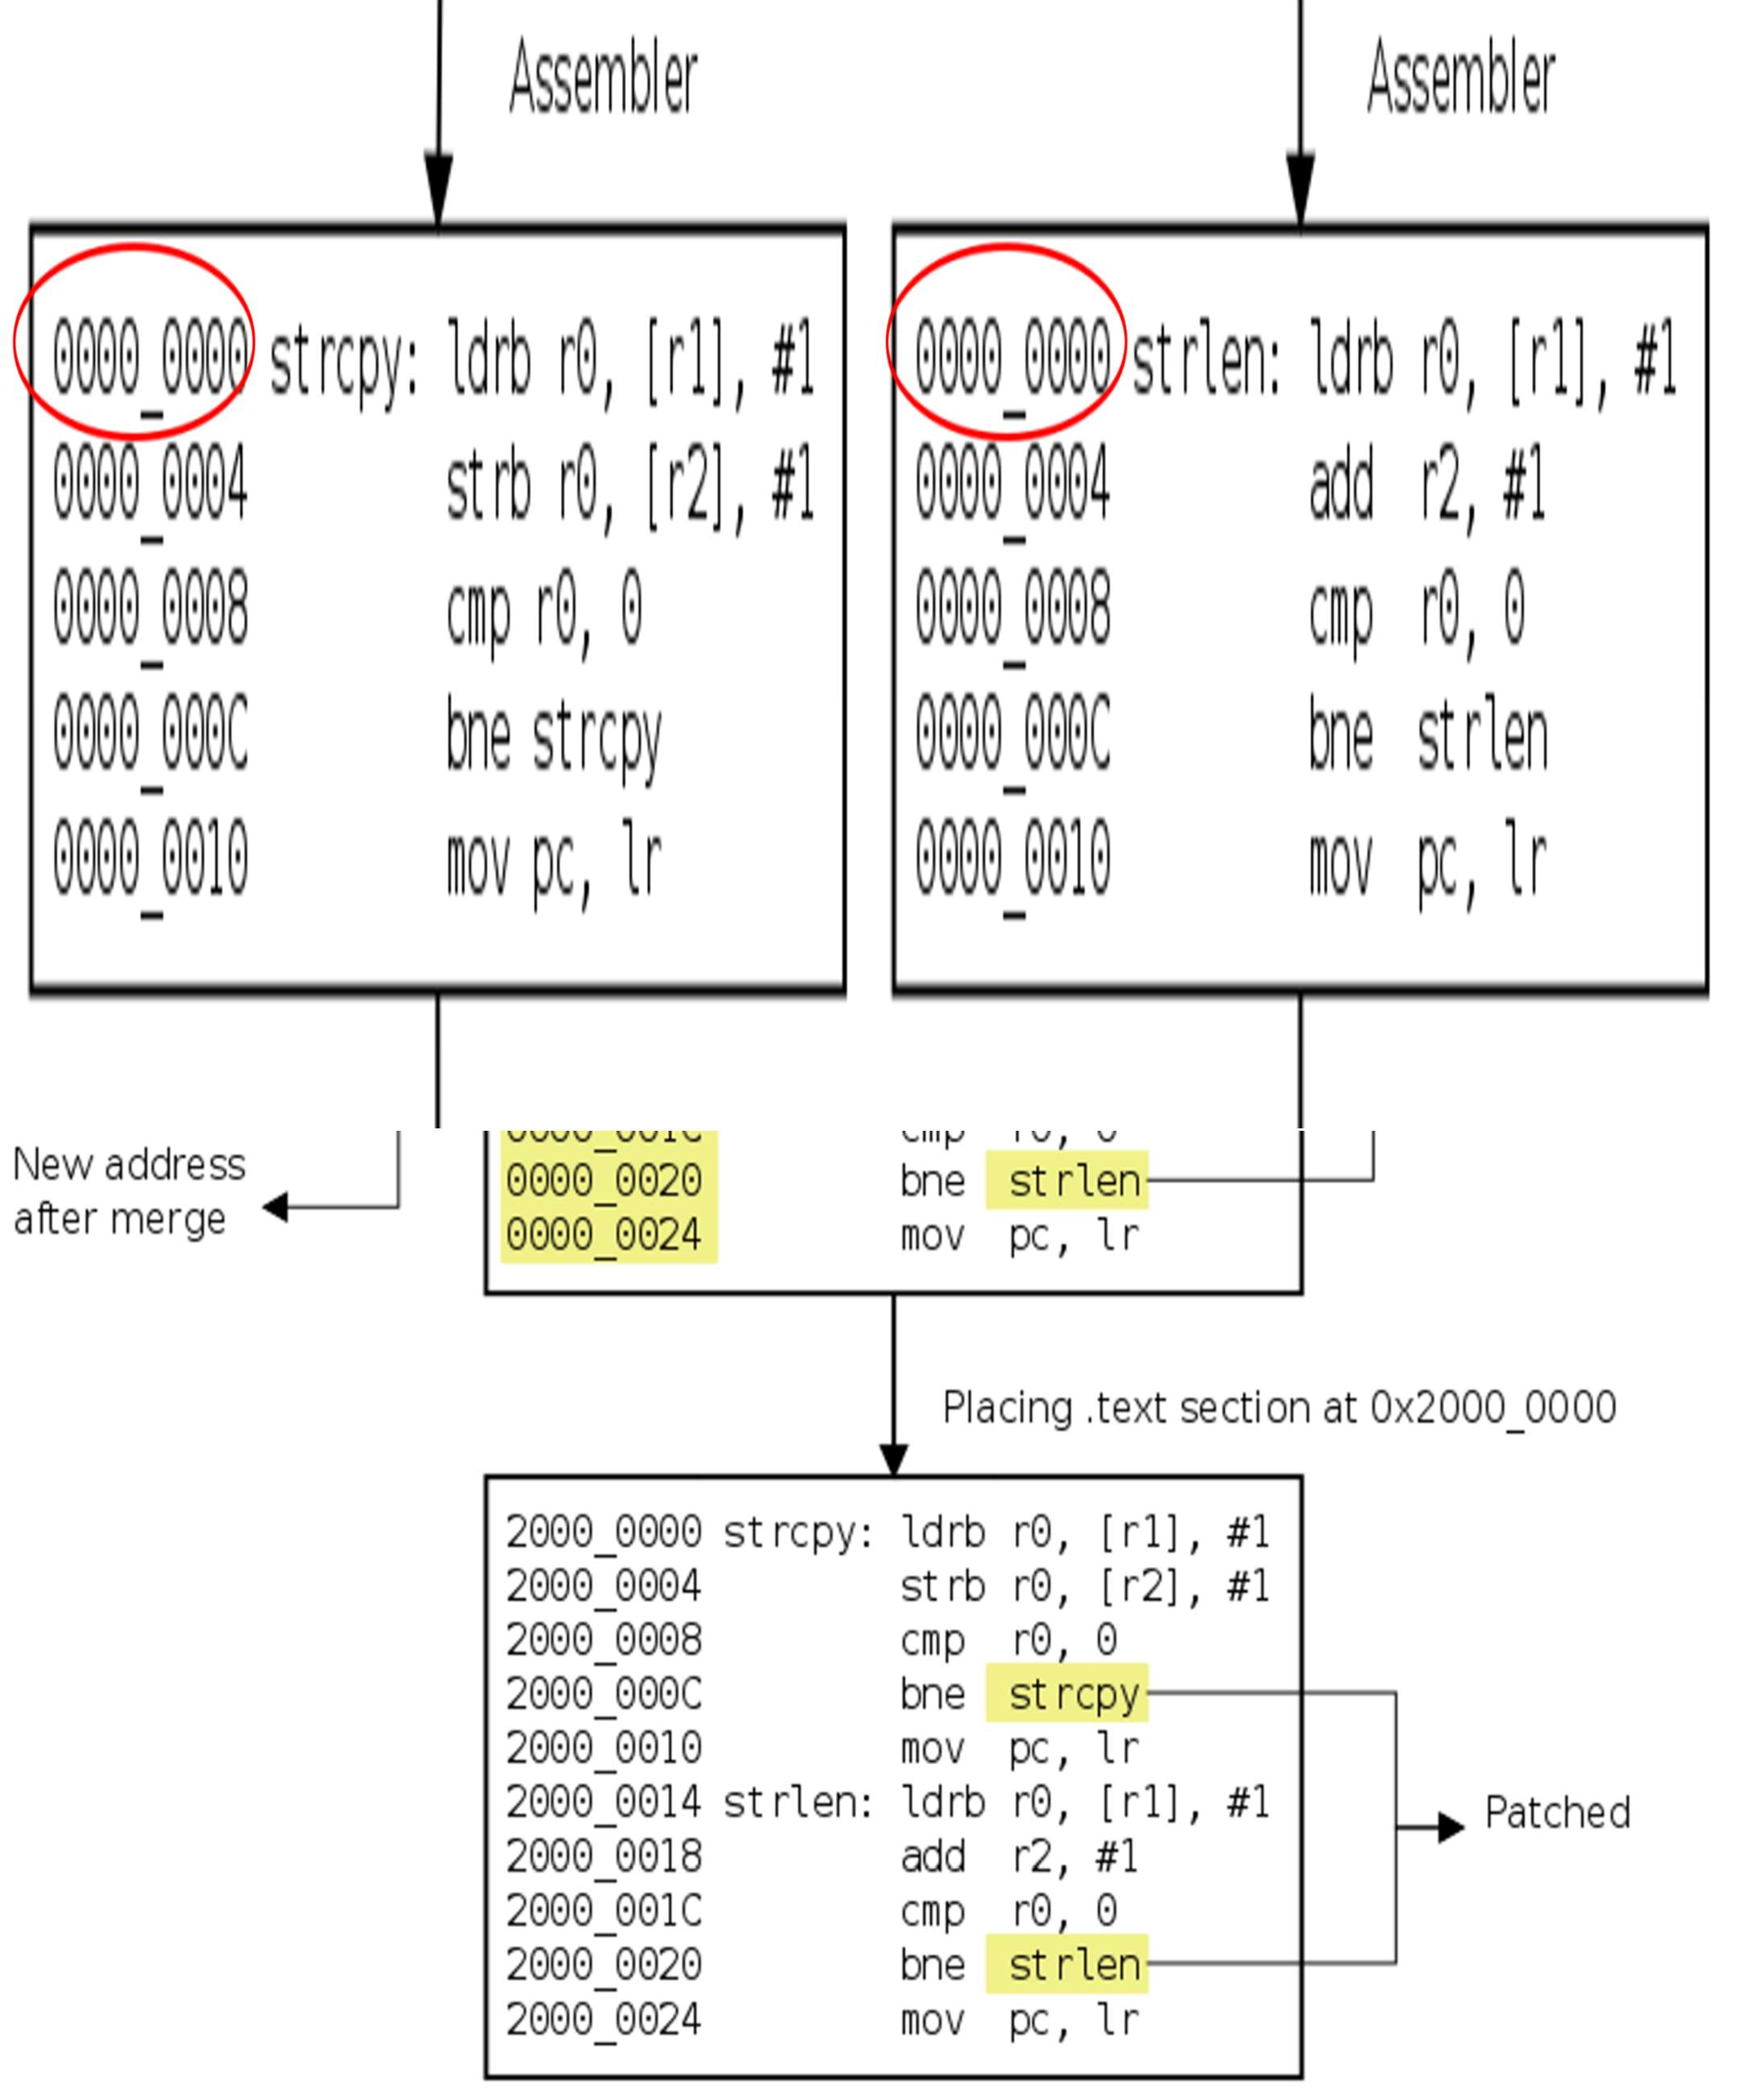 Assembler
Assembler
0000_0000 strcpy: ldrb r0, [r1], #1
0000_0004 strb r0, [r2], #1
0000_0008 cmp r0, 0
0000_000C bne strcpy
0000_0010 mov pc, lr
0000_0000 strlen: ldrb r0, [r1], #1
0000_0004 add r2, #1
0000_0008 cmp r0, 0
0000_000C bne strlen
0000_0010 mov pc, lr
New address
after merge
0000_001C cmp r0, 0
0000_0020 bne strlen
0000_0024 mov pc, lr
Placing .text section at 0x2000_0000
2000_0000 strcpy: ldrb r0, [r1], #1
2000_0004 strb r0, [r2], #1
2000_0008 cmp r0, 0
2000_000C bne strcpy
2000_0010 mov pc, lr
2000_0014 strlen: ldrb r0, [r1], #1
2000_0018 add r2, #1
2000_001C cmp r0, 0
2000_0020 bne strlen
2000_0024 mov pc, lr
Patched